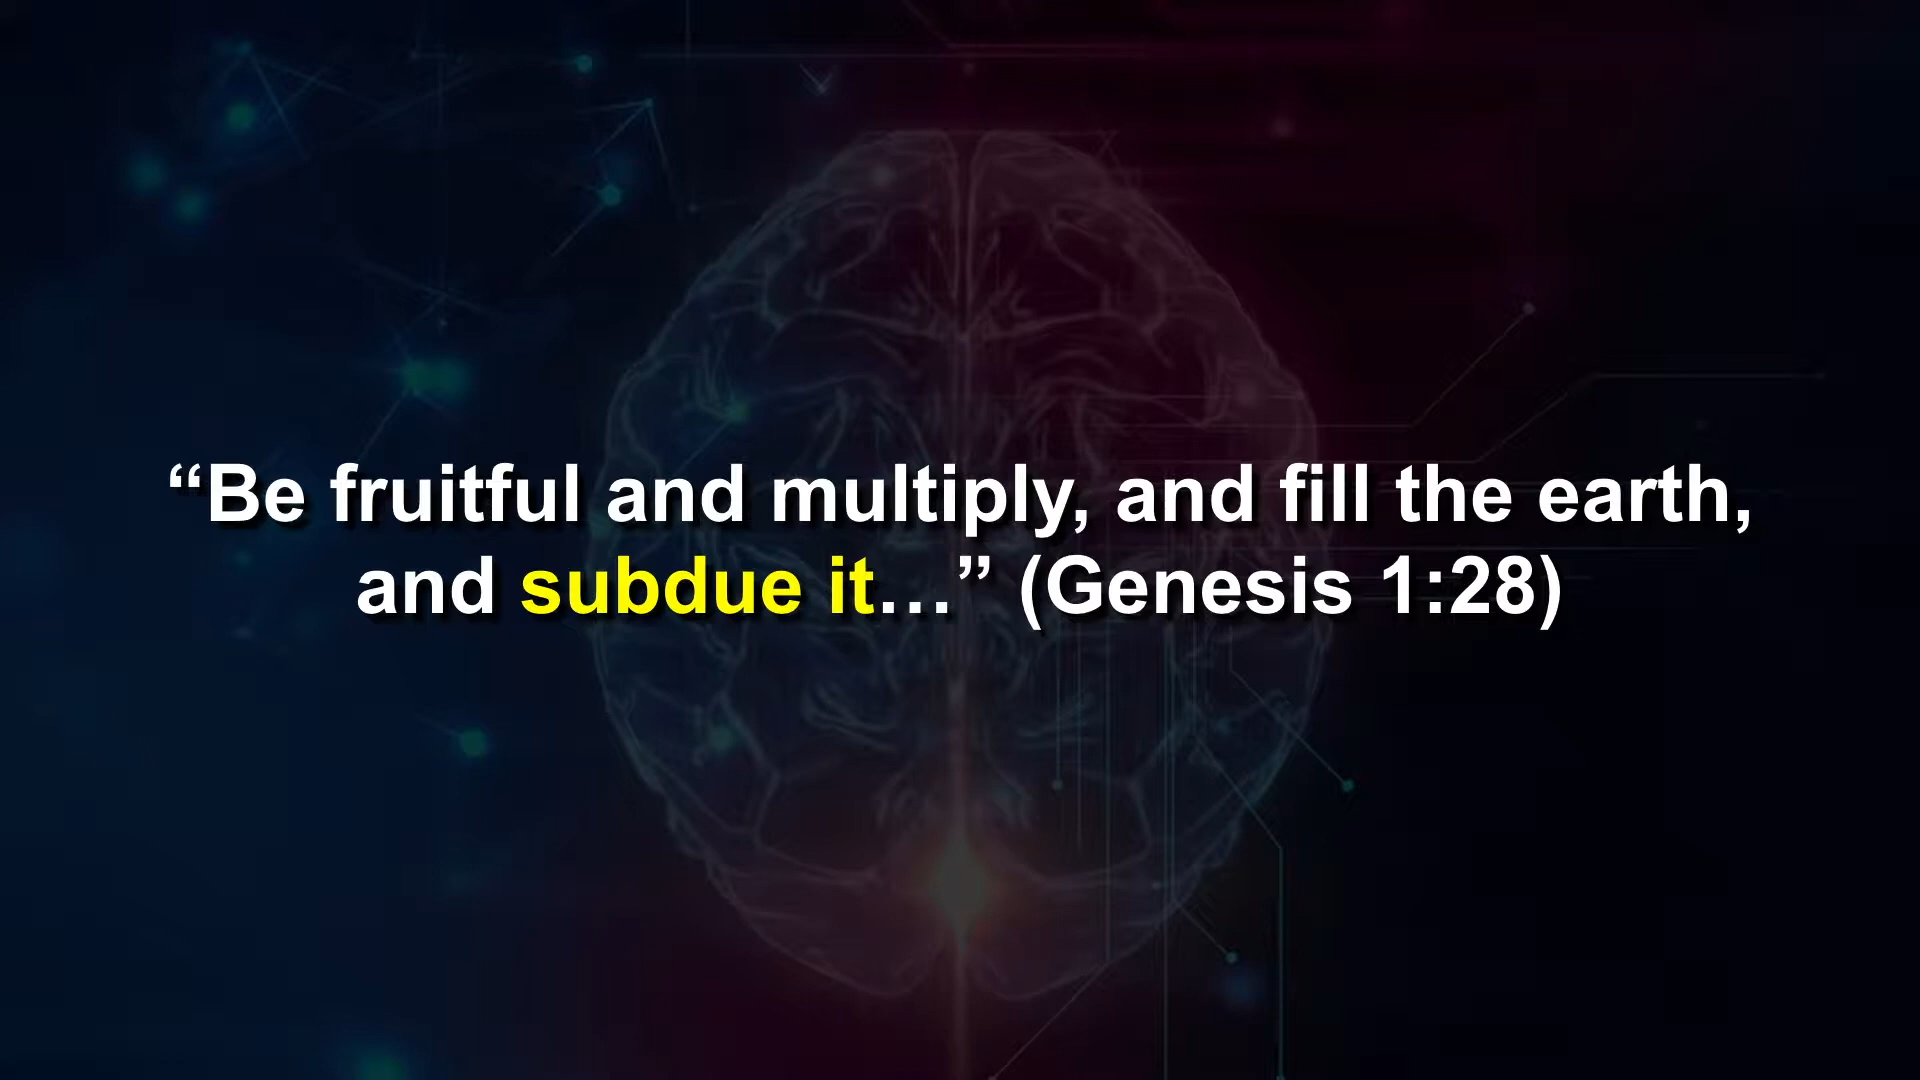 “Be fruitful and multiply, and fill the earth,
and subdue it…” (Genesis 1:28)